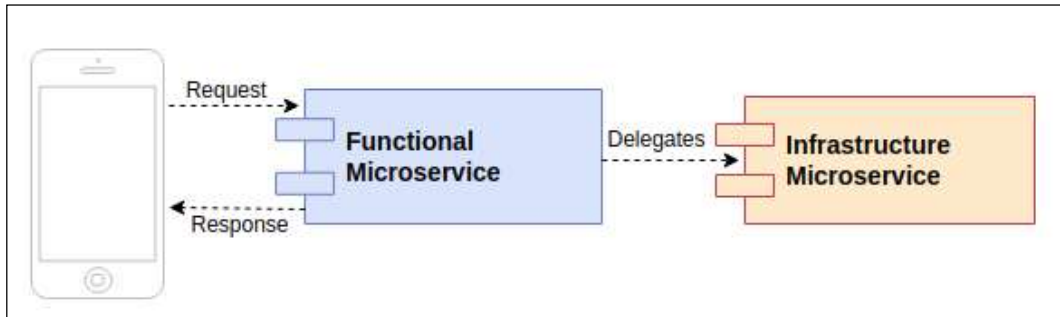 Request
Functional
Microservice
Delegates
Infrastructure
Microservice
Response